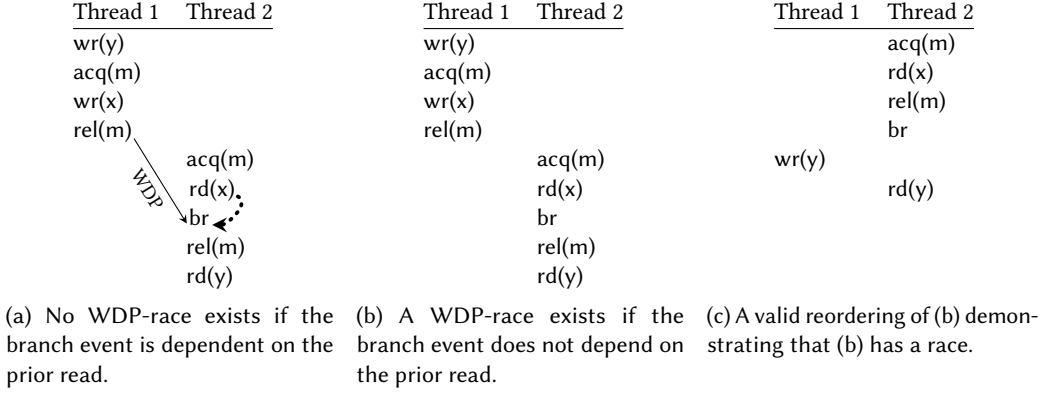 Thread 1 Thread 2 Thread 1 Thread 2 Thread 1 Thread 2
wr(y) wr(y) acq(m)
acq(m) acq(m) rd(x)
wr(x) wr(x) rel(m)
rel(m) rel(m) br
acq(m) acq(m) wr(y)
WDP rd(x) rd(x) rd(y)
br br
rel(m) rel(m)
rd(y) rd(y)
(a) No WDP-race exists if the
branch event is dependent on the
prior read.
(b) A WDP-race exists if the
branch event does not depend on
the prior read.
(c) A valid reordering of (b) demon-
strating that (b) has a race.